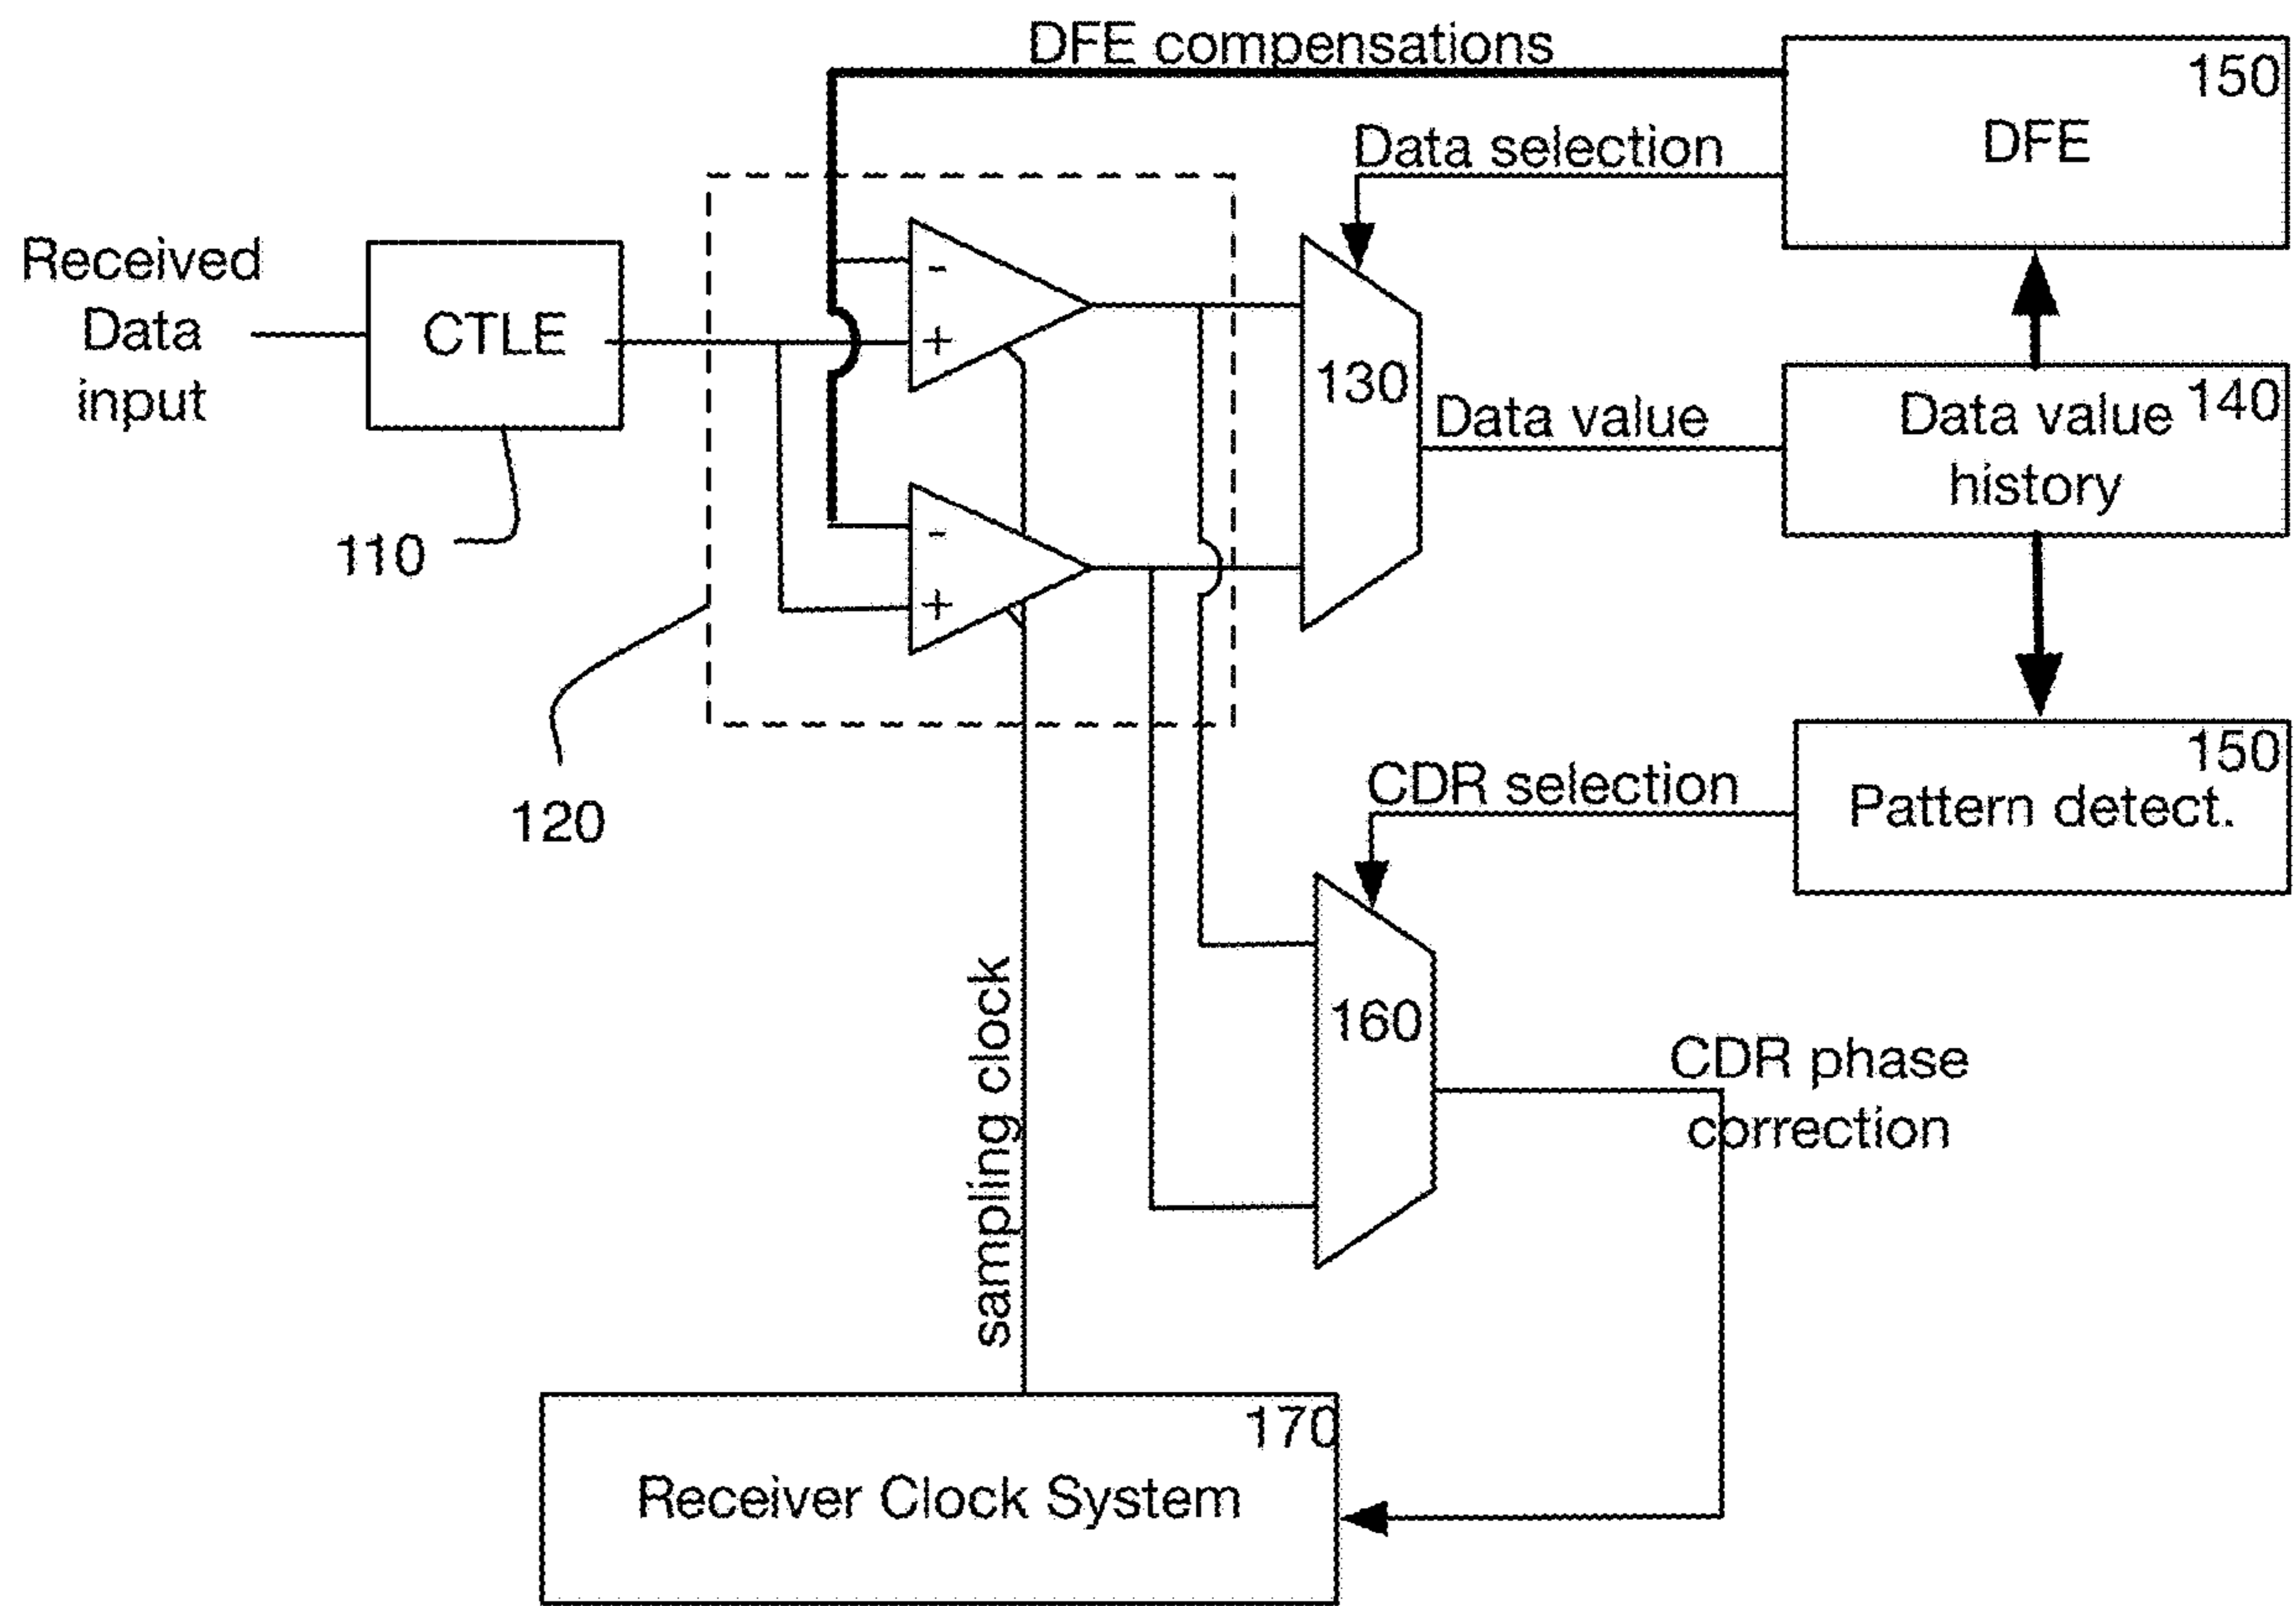 DFE compensations
150
DFE
Data selection
Received
Data
input
CTLE
-
+
130
Data value
140
Data value
history
110
-
+
120
150
Pattern detect.
CDR selection
160
CDR phase
correction
sampling clock
170
Receiver Clock System